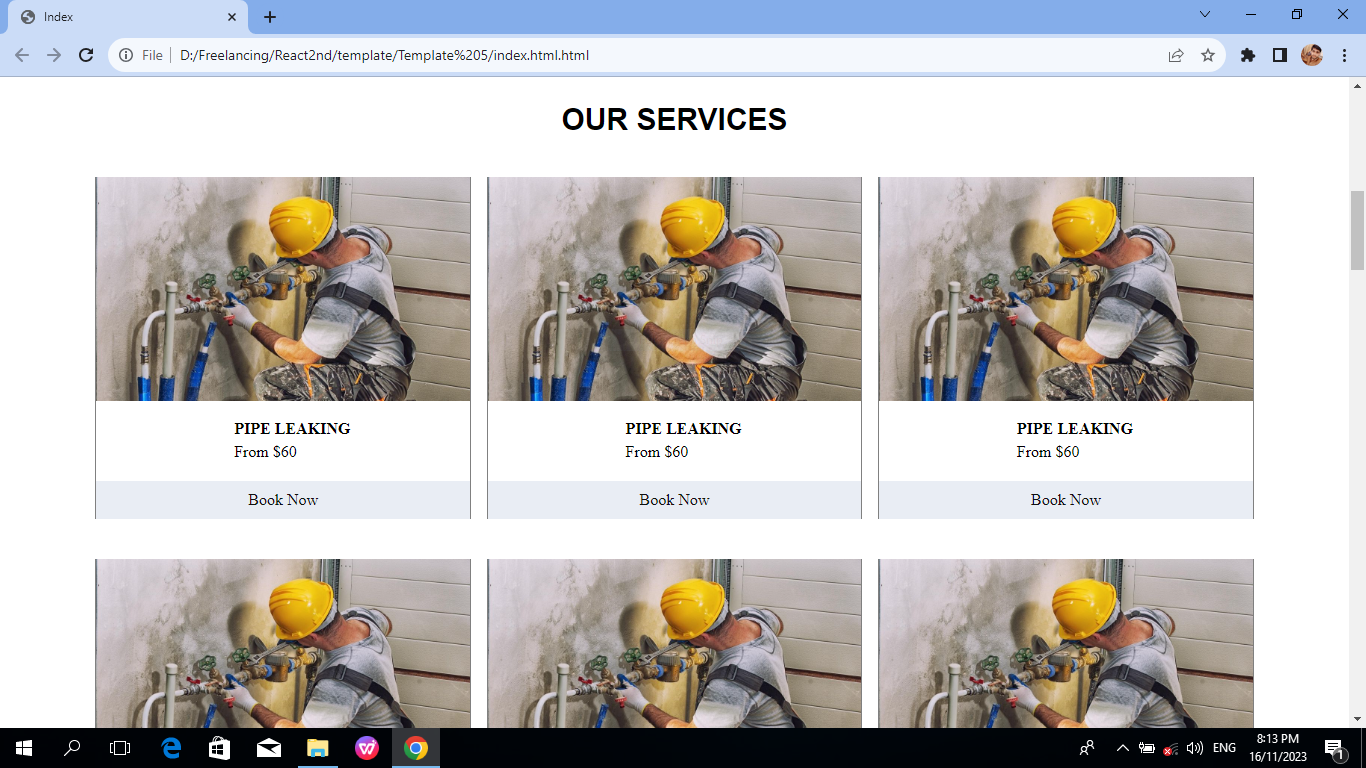 Index
File
D:/Freelancing/React2nd/template/Template%205/index.html.html
OUR SERVICES
PIPE LEAKING
From $60
Book Now
PIPE LEAKING
From $60
Book Now
PIPE LEAKING
From $60
Book Now
ENG
8:13 PM
16/11/2023
1